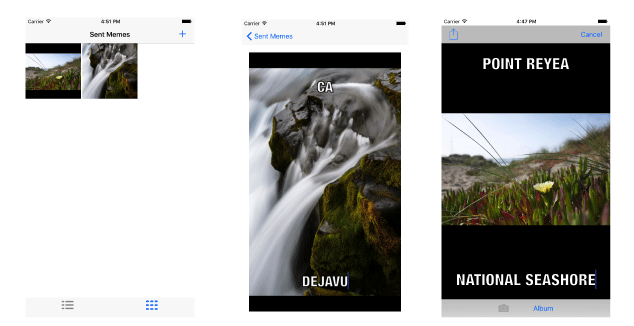 Carrier 4:51 PM
Sent Memes +
Carrier 4:51 PM
Sent Memes
CA
DEJAVU
Carrier 4:47 PM
Cancel
POINT REYEA
NATIONAL SEASHORE
Album